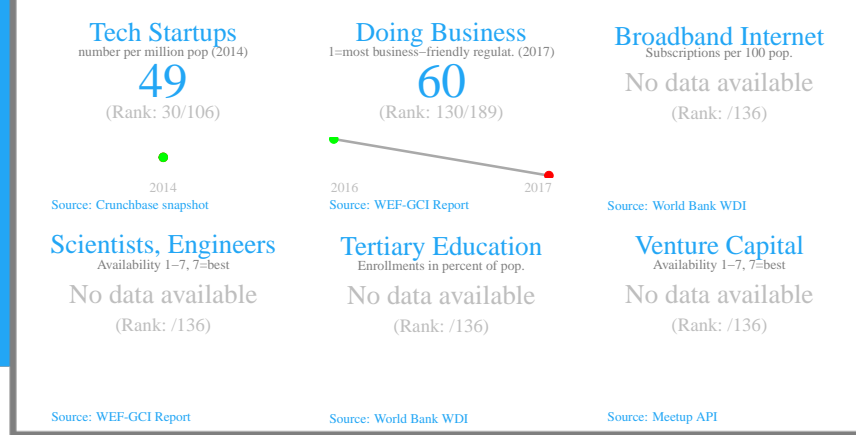 Tech Startups
number per million pop (2014)
49
(Rank: 30/106)
2014
Source: Crunchbase snapshot
Doing Business
1=most business−friendly regulat. (2017)
60
(Rank: 130/189)
2016 2017
Source: WEF-GCI Report
Broadband Internet
Subscriptions per 100 pop.
No data available
(Rank: /136)
Source: World Bank WDI
Scientists, Engineers
Availability 1−7, 7=best
No data available
(Rank: /136)
Source: WEF-GCI Report
Tertiary Education
Enrollments in percent of pop.
No data available
(Rank: /136)
Source: World Bank WDI
Venture Capital
Availability 1−7, 7=best
No data available
(Rank: /136)
Source: Meetup API